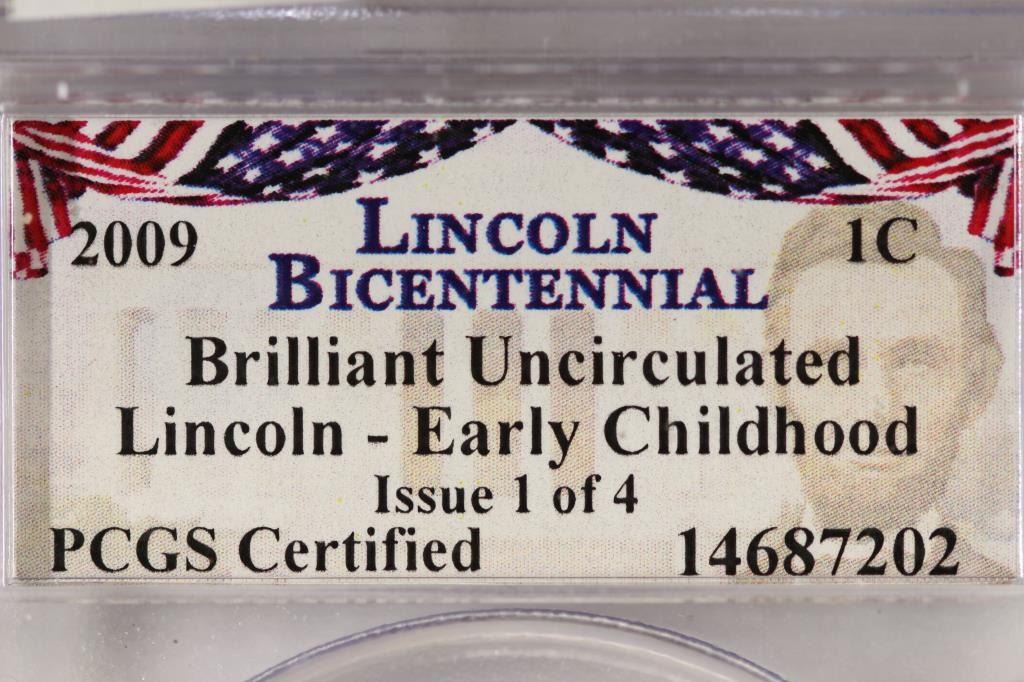 2009 LINCOLN 1C
BICENTENNIAL
Brilliant Uncirculated
Lincoln - Early Childhood
Issue 1 of 4
PCGS Certified 14687202